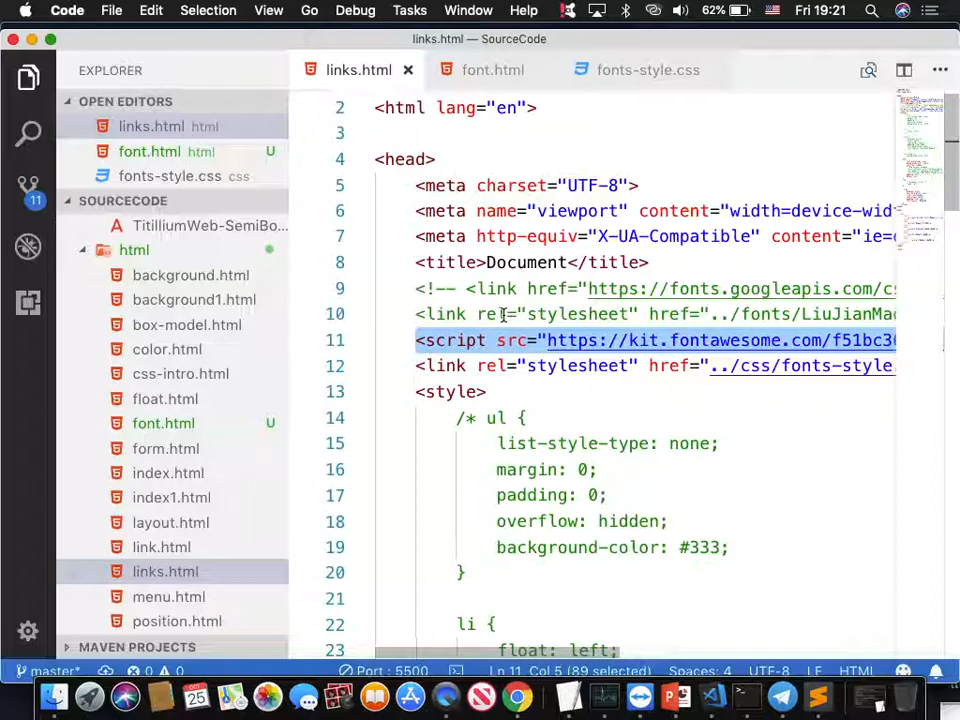 Code File Edit Selection View Go Debug Tasks Window Help 62% Fri 19:21
links.html — SourceCode
EXPLORER
OPEN EDITORS
links.html html
font.html html U
fonts-style.css css
SOURCECODE
TitilliumWeb-SemiBo...
html
background.html
background1.html
box-model.html
color.html
css-intro.html
float.html
font.html U
form.html
index.html
index1.html
layout.html
link.html
links.html
menu.html
position.html
MAVEN PROJECTS
11
links.html font.html fonts-style.css
2 <html lang="en">
3
4 <head>
5 <meta charset="UTF-8">
6 <meta name="viewport" content="width=device-wid
7 <meta http-equiv="X-UA-Compatible" content="ie=
8 <title>Document</title>
9 <!-- <link href="https://fonts.googleapis.com/cs
10 <link rel="stylesheet" href="../fonts/LiuJianMao
11 <script src="https://kit.fontawesome.com/f51bc3
12 <link rel="stylesheet" href="../css/fonts-style.
13 <style>
14 /* ul {
15 list-style-type: none;
16 margin: 0;
17 padding: 0;
18 overflow: hidden;
19 background-color: #333;
20 }
21
22 li {
23 float: left;
master* 0 0 Port : 5500 Ln 11, Col 5 (89 selected) Spaces: 4 UTF-8 LF HTML
OCT
25